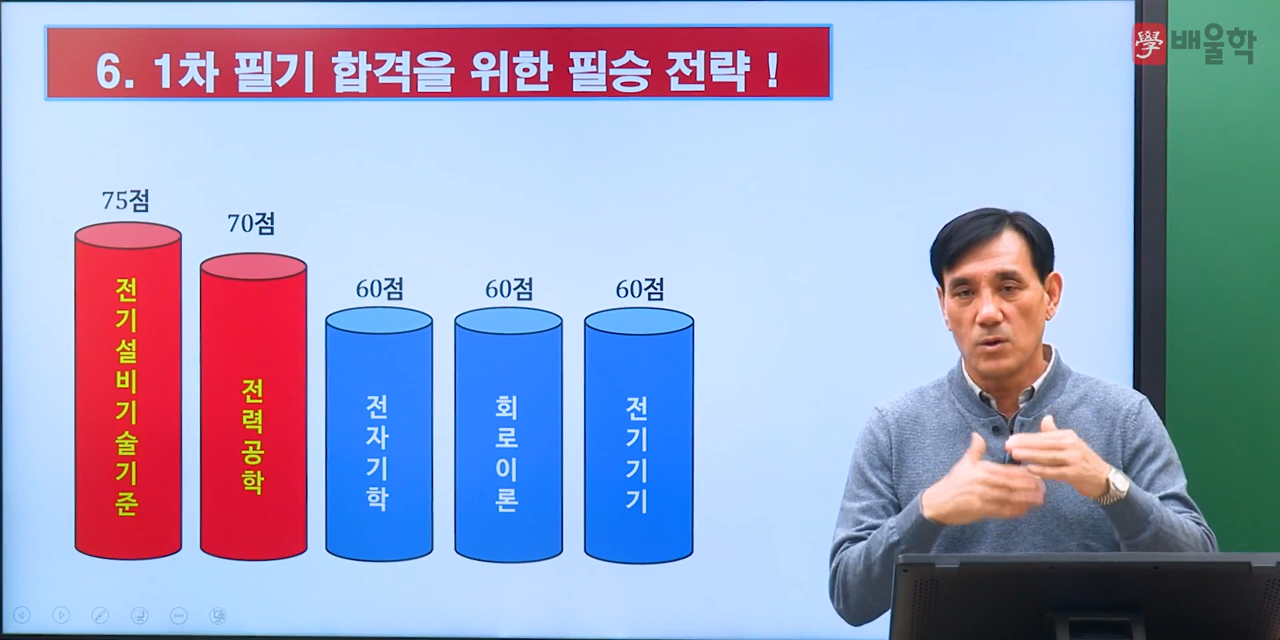 6. 1차 필기 합격을 위한 필승 전략 !
學 배울학
75점
70점
60점
60점
60점
전기설비기술기준
전력공학
전자기학
회로이론
전기기기